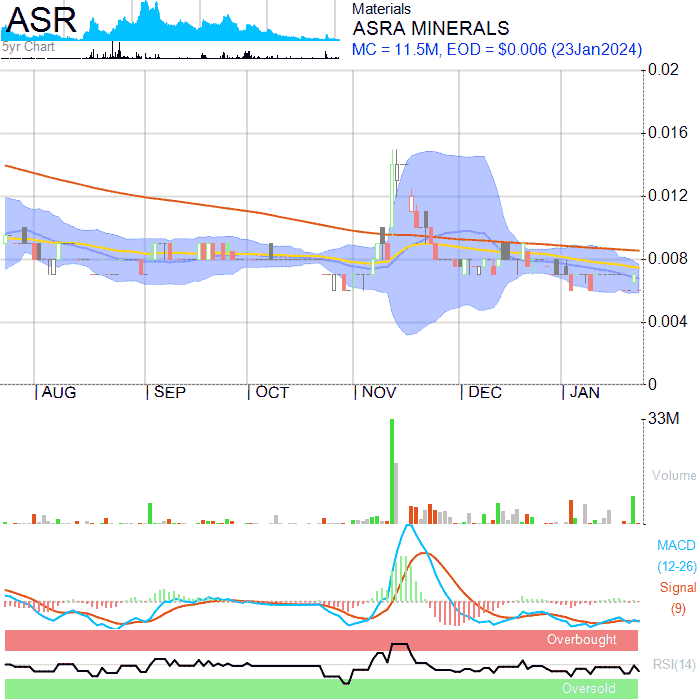 ASR
5yr Chart
Materials
ASRA MINERALS
MC = 11.5M, EOD = $0.006 (23Jan2024)
0.02
0.016
0.012
0.008
0.004
0
AUG SEP OCT NOV DEC JAN
33M
Volume
MACD
(12-26)
Signal
(9)
Overbought
RSI(14)
Oversold